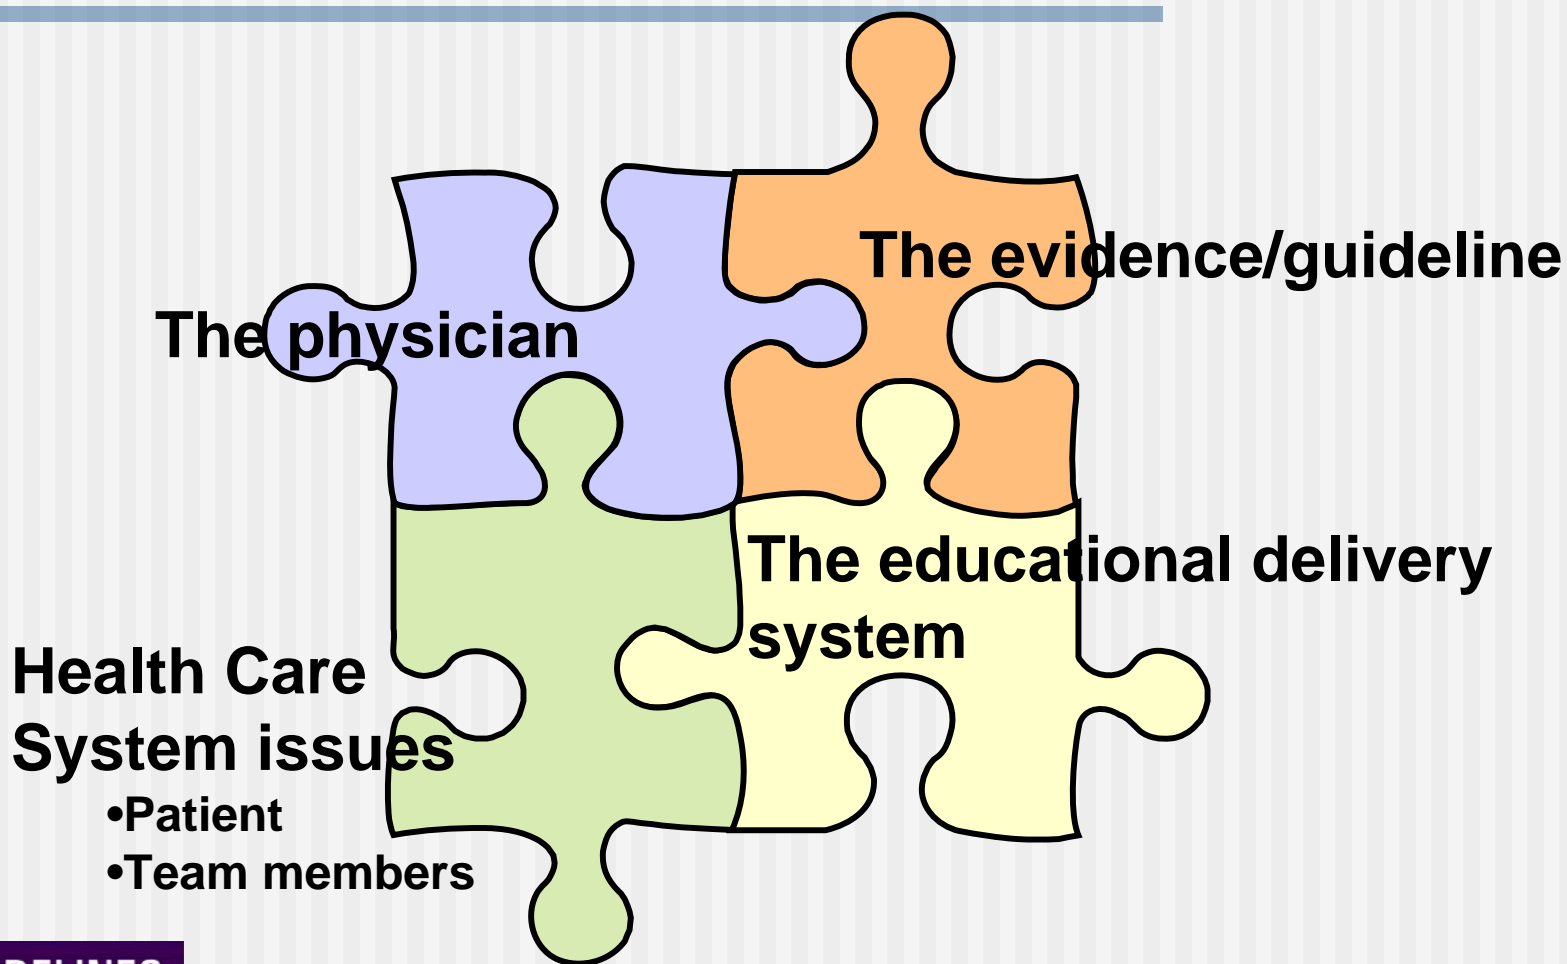 The evidence/guideline
The physician
The educational delivery
system
Health Care
System issues
•Patient
•Team members